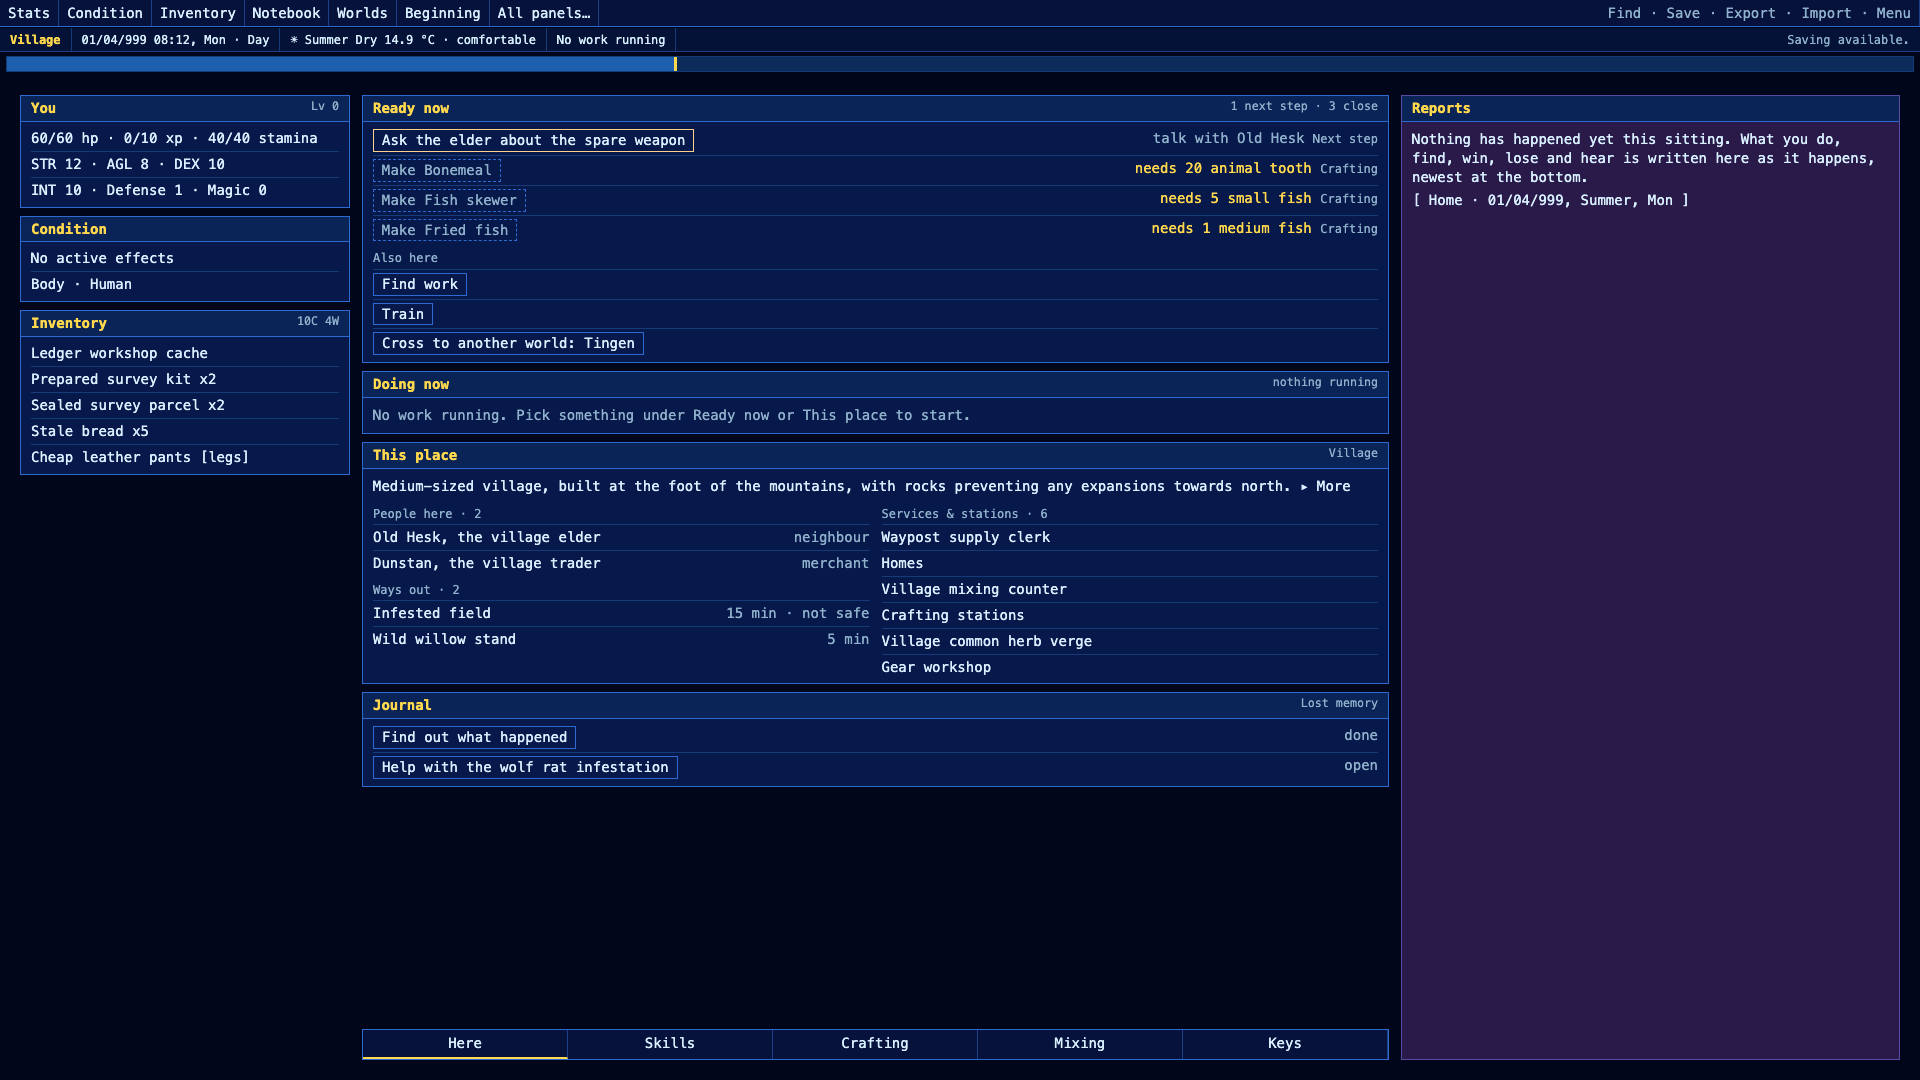 Stats Condition Inventory Notebook Worlds Beginning All panels… Find · Save · Export · Import · Menu
Village 01/04/999 08:12, Mon · Day ☀ Summer Dry 14.9 °C · comfortable No work running Saving available.
You Lv 0
60/60 hp · 0/10 xp · 40/40 stamina
STR 12 · AGL 8 · DEX 10
INT 10 · Defense 1 · Magic 0
Condition
No active effects
Body · Human
Inventory 10C 4W
Ledger workshop cache
Prepared survey kit x2
Sealed survey parcel x2
Stale bread x5
Cheap leather pants [legs]
Ready now 1 next step · 3 close
Ask the elder about the spare weapon talk with Old Hesk Next step
Make Bonemeal needs 20 animal tooth Crafting
Make Fish skewer needs 5 small fish Crafting
Make Fried fish needs 1 medium fish Crafting
Also here
Find work
Train
Cross to another world: Tingen
Doing now nothing running
No work running. Pick something under Ready now or This place to start.
This place Village
Medium-sized village, built at the foot of the mountains, with rocks preventing any expansions towards north. ▸ More
People here · 2
Old Hesk, the village elder neighbour
Dunstan, the village trader merchant
Ways out · 2
Infested field 15 min · not safe
Wild willow stand 5 min
Services & stations · 6
Waypost supply clerk
Homes
Village mixing counter
Crafting stations
Village common herb verge
Gear workshop
Journal Lost memory
Find out what happened done
Help with the wolf rat infestation open
Here Skills Crafting Mixing Keys
Reports
Nothing has happened yet this sitting. What you do,
find, win, lose and hear is written here as it happens,
newest at the bottom.
[ Home · 01/04/999, Summer, Mon ]